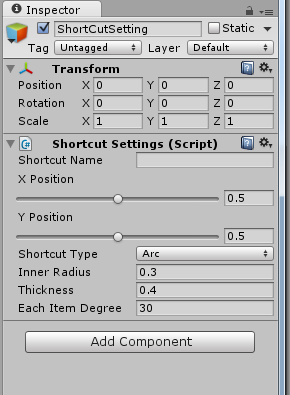 Inspector
ShortCutSetting Static
Tag Untagged Layer Default
Transform
Position X 0 Y 0 Z 0
Rotation X 0 Y 0 Z 0
Scale X 1 Y 1 Z 1
Shortcut Settings (Script)
Shortcut Name
X Position
0.5
Y Position
0.5
Shortcut Type Arc
Inner Radius 0.3
Thickness 0.4
Each Item Degree 30
Add Component